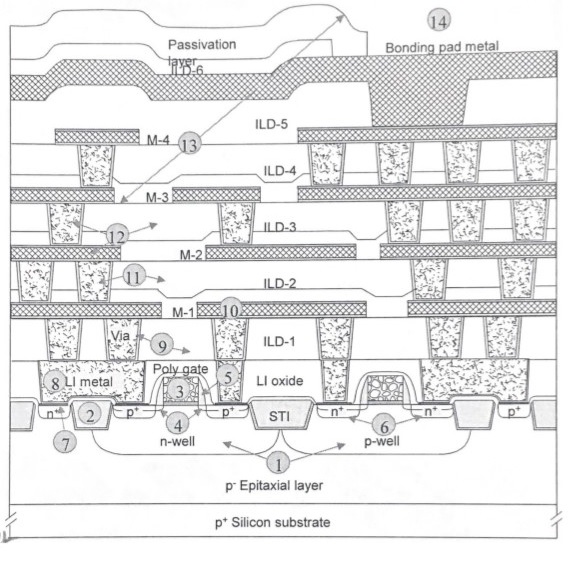 14
Passivation
layer
Bonding pad metal
ILD-6
ILD-5
M-4
13
ILD-4
M-3
12
ILD-3
M-2
11
ILD-2
M-1
10
Via
9
ILD-1
Poly gate
8
LI metal
3
5
LI oxide
n+
2
p+
4
p+
STI
n+
6
n+
p+
7
n-well
p-well
1
p- Epitaxial layer
p+ Silicon substrate